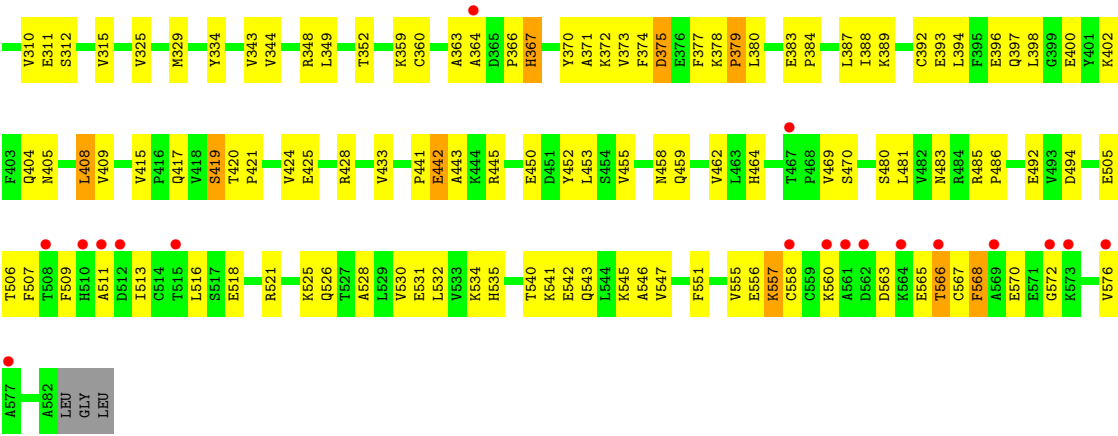 V310 E311 S312 V315 V325 M329 Y334 V343 V344 R348 L349 T352 K359 C360 A363 A364 D365 P366 H367 Y370 A371 K372 V373 F374 D375 E376 F377 K378 P379 L380 E383 P384 L387 I388 K389 C392 E393 L394 F395 E396 Q397 L398 G399 E400 Y401 K402
F403 Q404 N405 L408 V409 V415 P416 Q417 V418 S419 T420 P421 V424 E425 R428 V433 P441 E442 A443 K444 R445 E450 D451 Y452 L453 S454 V455 N458 Q459 V462 L463 H464 T467 P468 V469 S470 S480 L481 V482 N483 R484 R485 P486 E492 V493 D494 E505
T506 F507 T508 F509 H510 A511 D512 I513 C514 T515 L516 S517 E518 R521 K525 Q526 T527 A528 L529 V530 E531 L532 V533 K534 H535 T540 K541 E542 Q543 L544 K545 A546 V547 F551 V555 E556 K557 C558 C559 K560 A561 D562 D563 K564 E565 T566 C567 F568 A569 E570 E571 G572 K573 V576
A577 A582 LEU GLY LEU